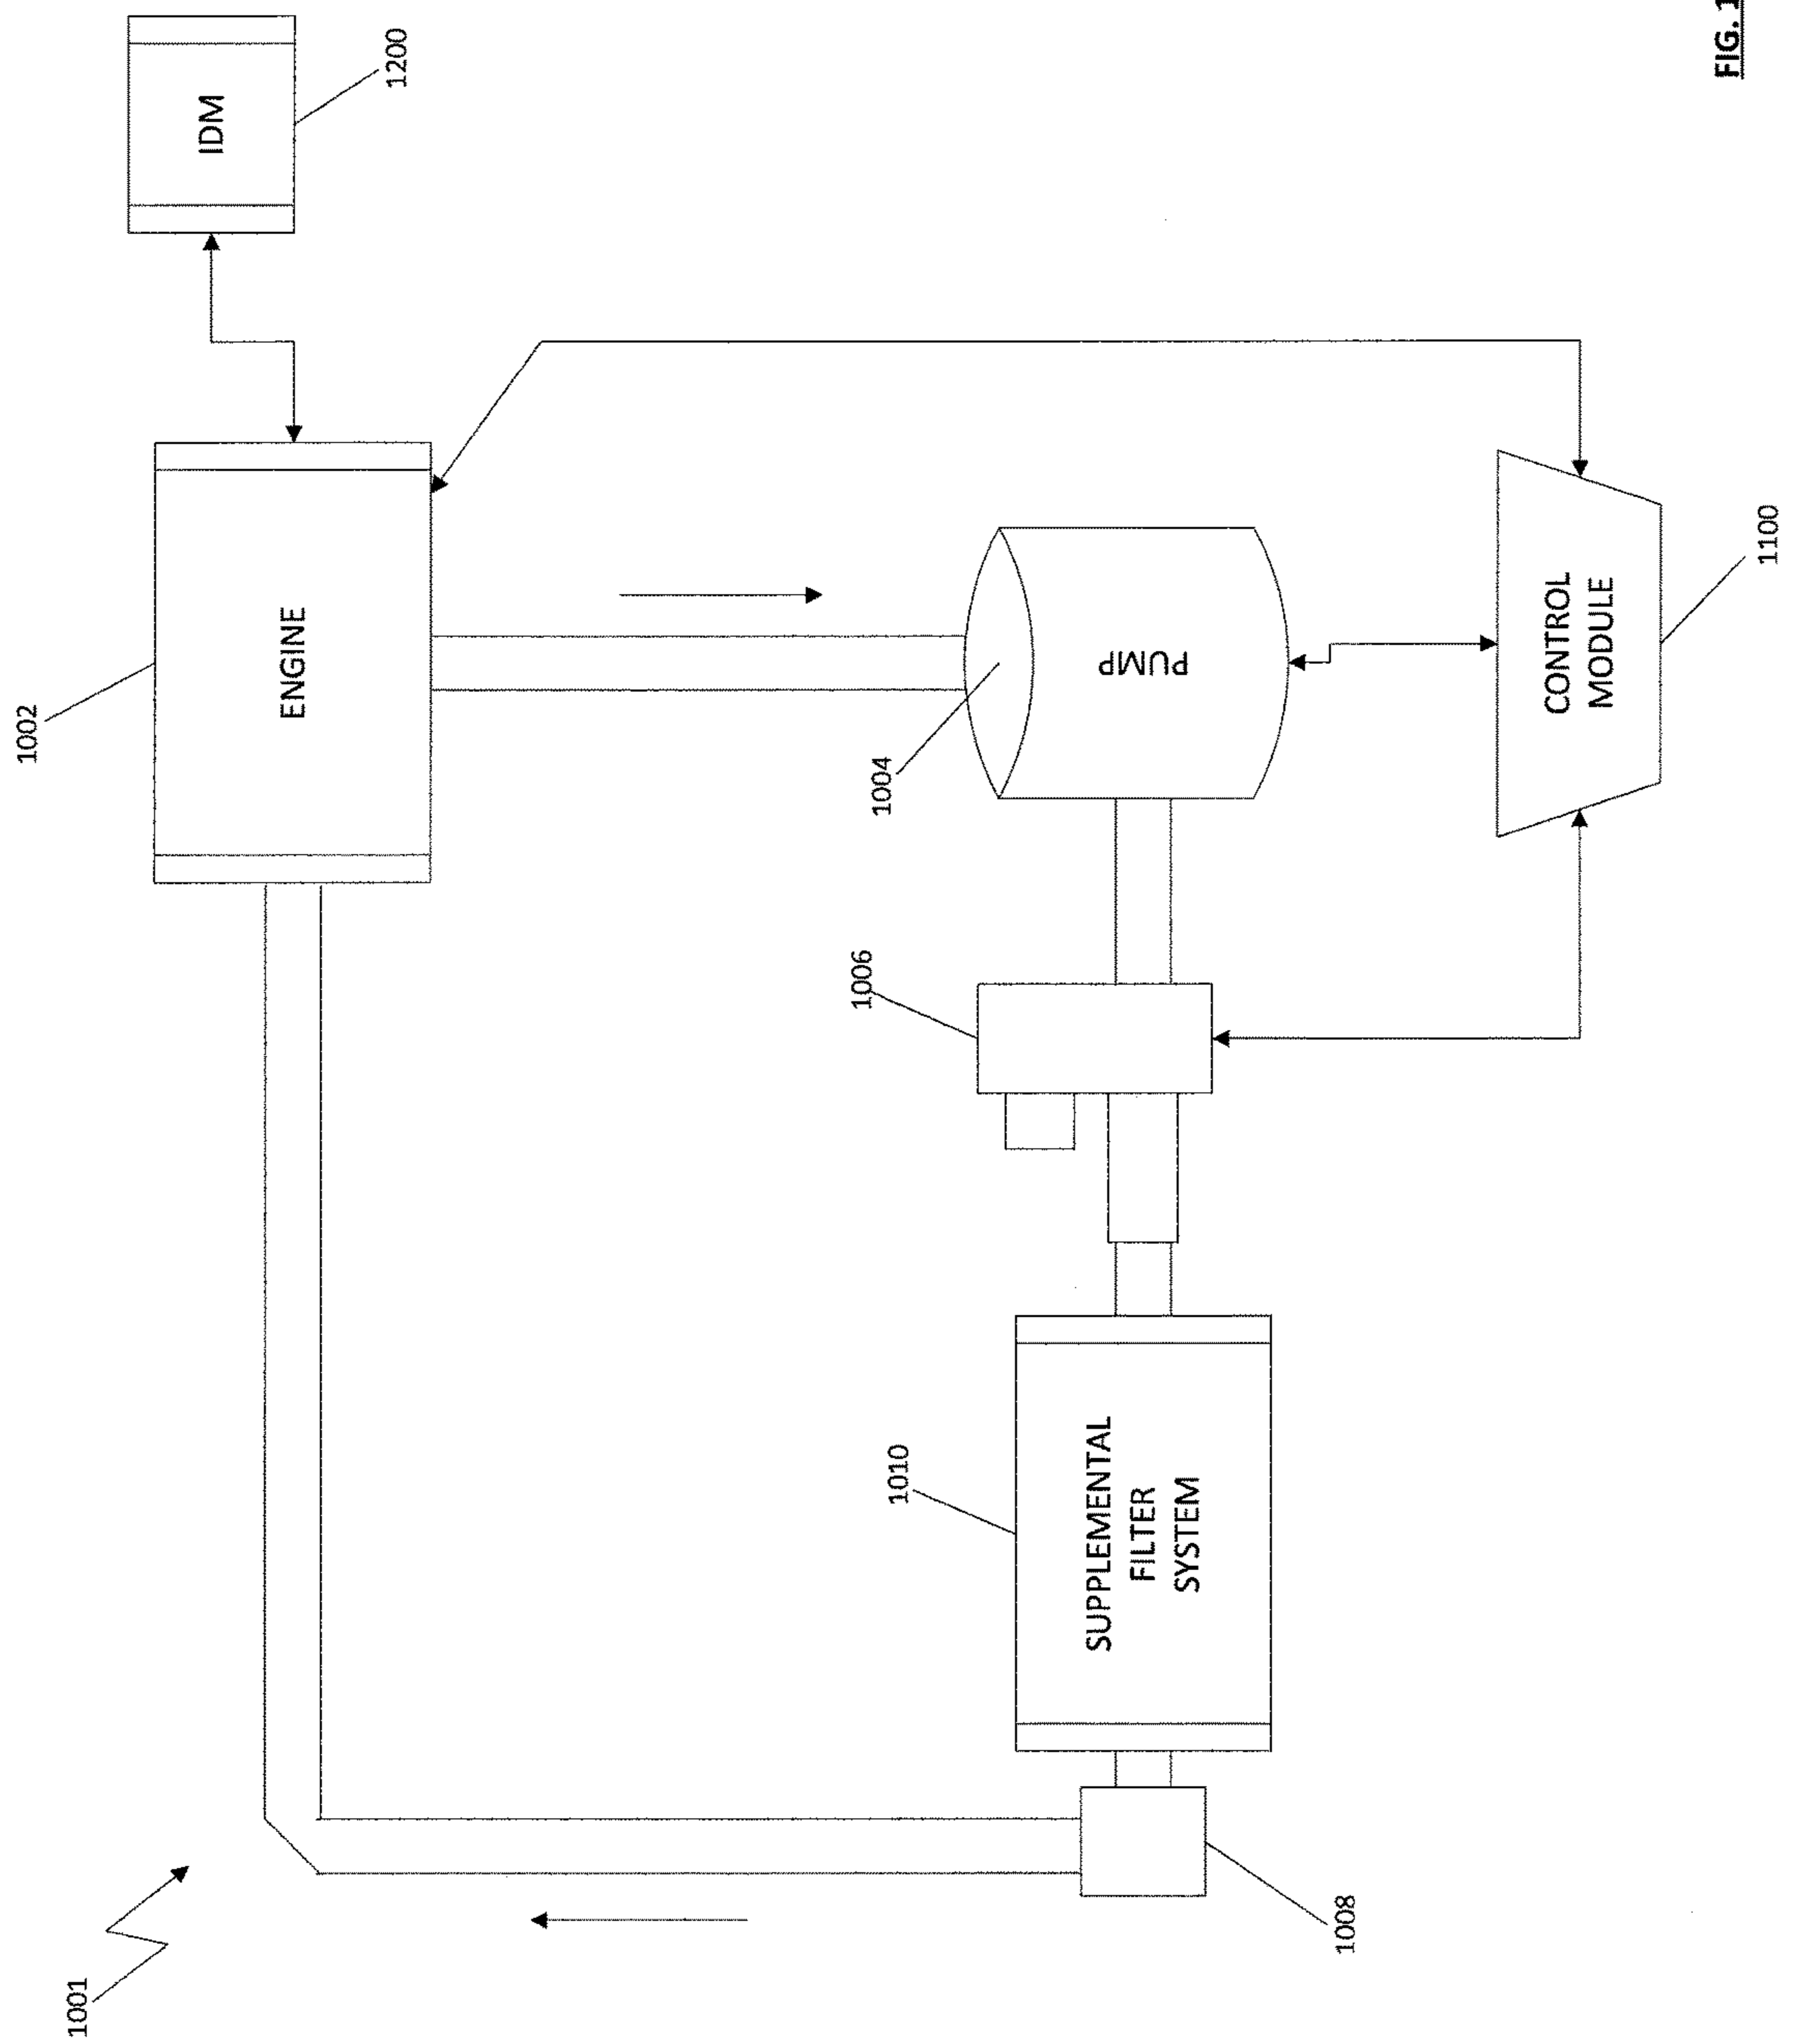 1001
1002
ENGINE
IDM
1200
1010
SUPPLEMENTAL
FILTER
SYSTEM
1006
1004
PUMP
1008
CONTROL
MODULE
1100
FIG. 1